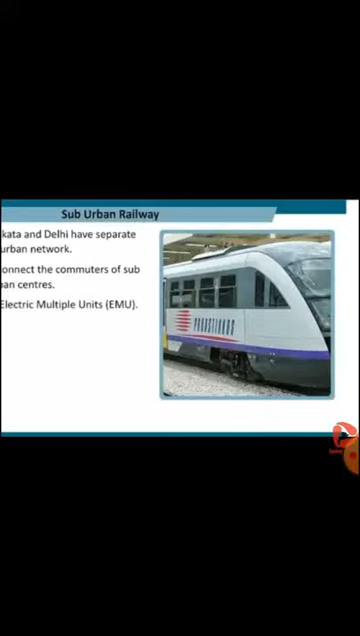 Sub Urban Railway
kata and Delhi have separate
urban network.
onnect the commuters of sub
an centres.
Electric Multiple Units (EMU).